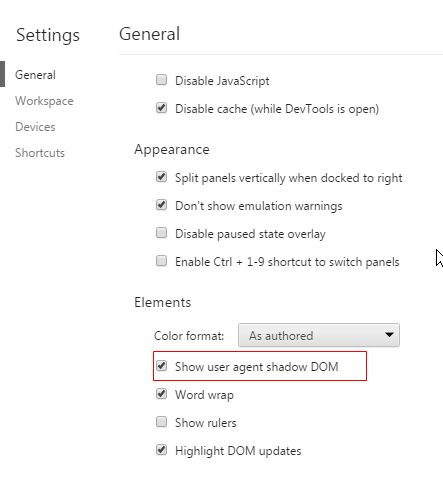 Settings
General
Workspace
Devices
Shortcuts
General
Disable JavaScript
Disable cache (while DevTools is open)
Appearance
Split panels vertically when docked to right
Don't show emulation warnings
Disable paused state overlay
Enable Ctrl + 1-9 shortcut to switch panels
Elements
Color format: As authored
Show user agent shadow DOM
Word wrap
Show rulers
Highlight DOM updates